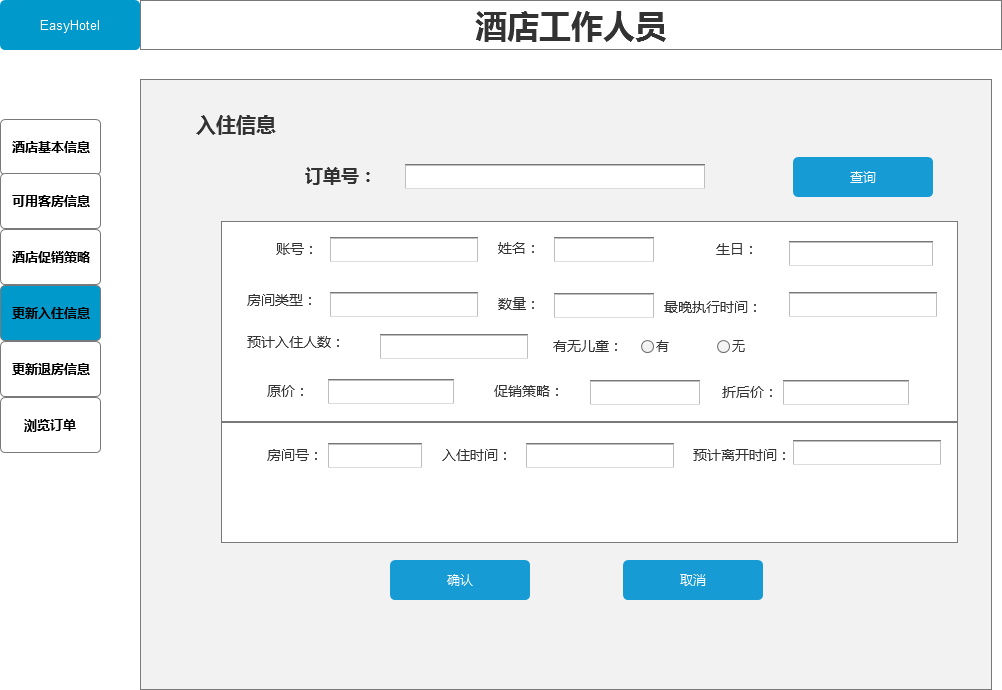 EasyHotel
酒店工作人员
酒店基本信息
可用客房信息
酒店促销策略
更新入住信息
更新退房信息
浏览订单
入住信息
订单号： 查询
账号： 姓名： 生日：
房间类型： 数量： 最晚执行时间：
预计入住人数： 有无儿童： 有 无
原价： 促销策略： 折后价：
房间号： 入住时间： 预计离开时间：
确认 取消